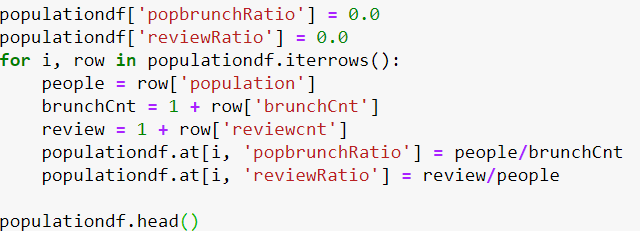 populationdf['popbrunchRatio'] = 0.0
populationdf['reviewRatio'] = 0.0
for i, row in populationdf.iterrows():
    people = row['population']
    brunchCnt = 1 + row['brunchCnt']
    review = 1 + row['reviewcnt']
    populationdf.at[i, 'popbrunchRatio'] = people/brunchCnt
    populationdf.at[i, 'reviewRatio'] = review/people

populationdf.head()